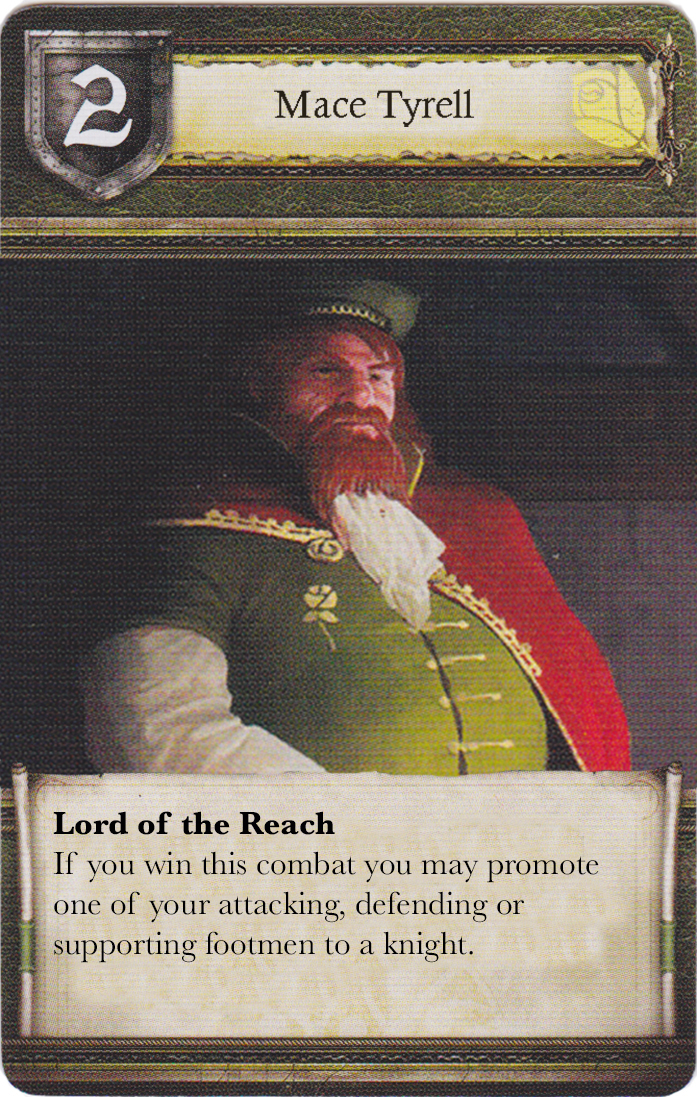 2
Mace Tyrell
Lord of the Reach
If you win this combat you may promote
one of your attacking, defending or
supporting footmen to a knight.